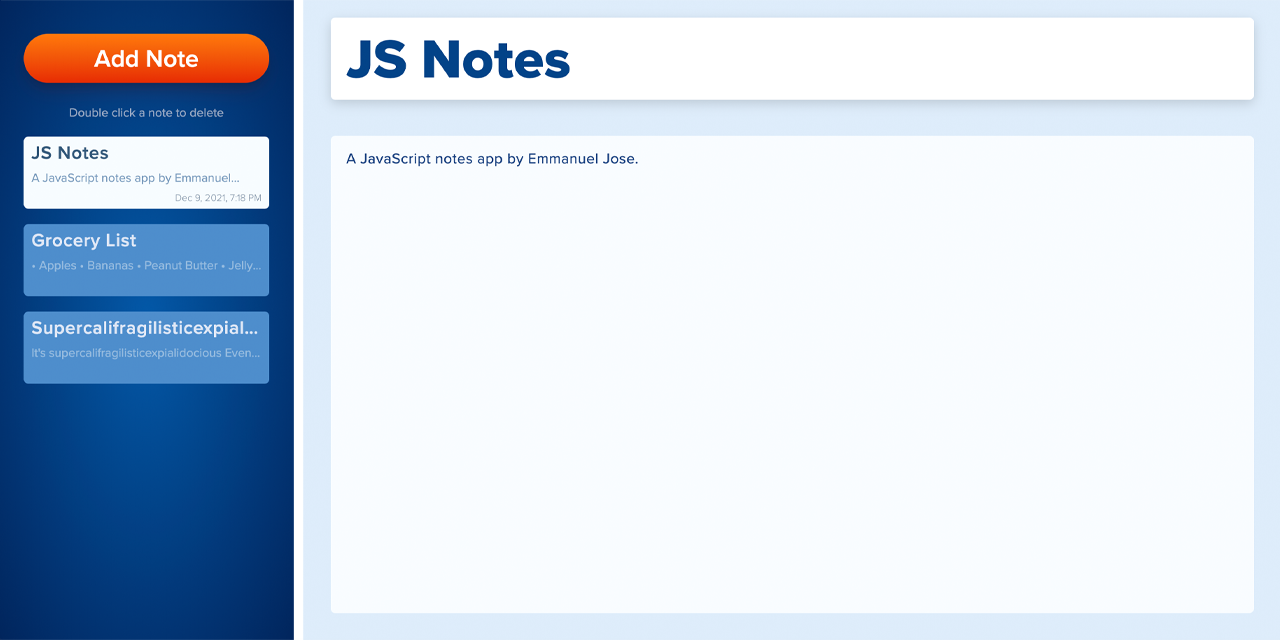 Add Note
Double click a note to delete
JS Notes
A JavaScript notes app by Emmanuel...
Dec 9, 2021, 7:18 PM
Grocery List
• Apples • Bananas • Peanut Butter • Jelly...
Supercalifragilisticexpial...
It's supercalifragilisticexpialidocious Even...
JS Notes
A JavaScript notes app by Emmanuel Jose.